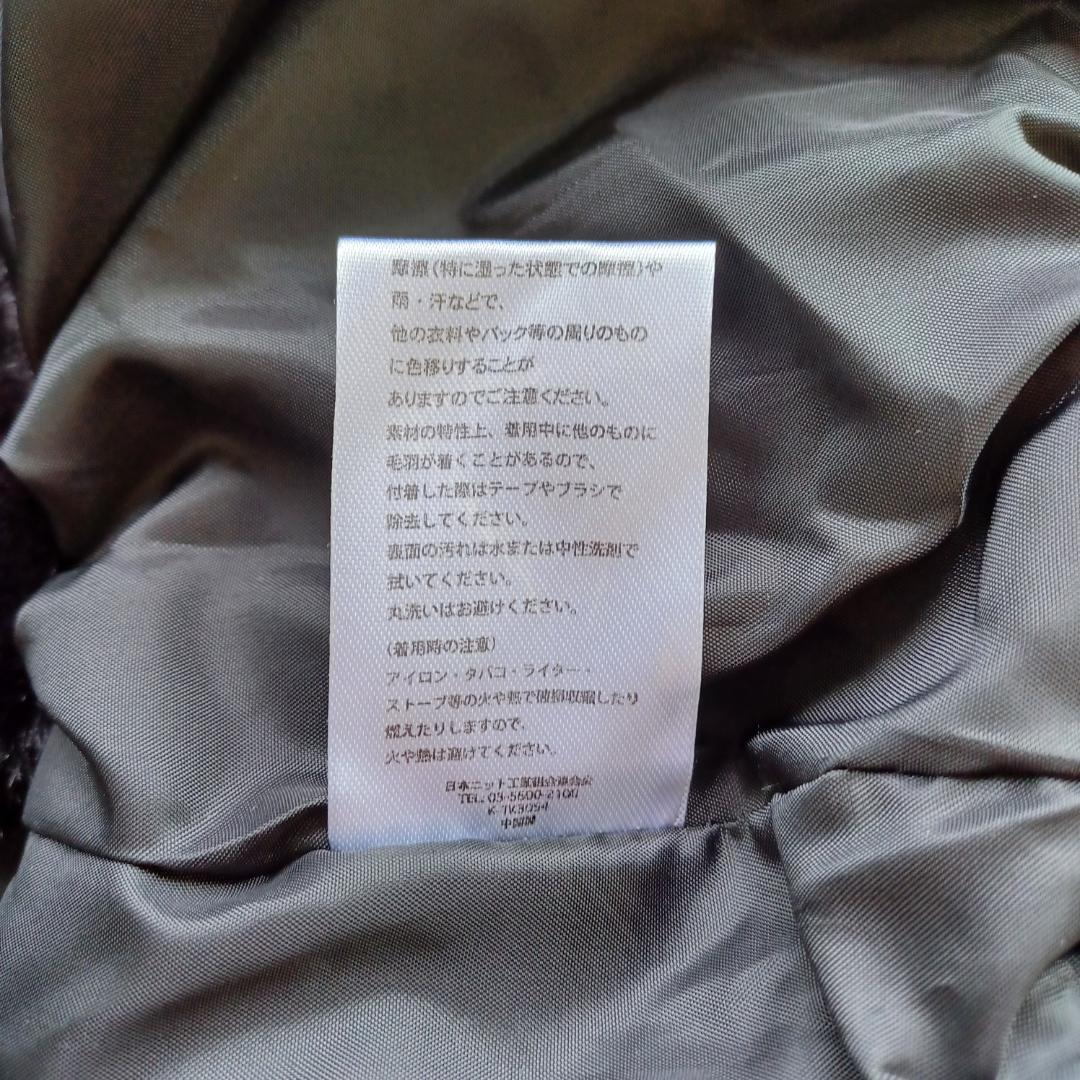 摩擦(特に湿った状態での摩擦)や
雨・汗などで、
他の衣料やバック等の周りのもの
に色移りすることが
ありますのでご注意ください。
素材の特性上、着用中に他のものに
毛羽が着くことがあるので、
付着した際はテープやブラシで
除去してください。
表面の汚れは水または中性洗剤で
拭いてください。
丸洗いはお避けください。
(着用時の注意)
アイロン・タバコ・ライター・
ストーブ等の火や熱で破損収縮したり
燃えたりしますので、
火や熱は避けてください。
日本ニット工業組合連合会
TEL. 03-5600-2100
K-TK3054
中国製